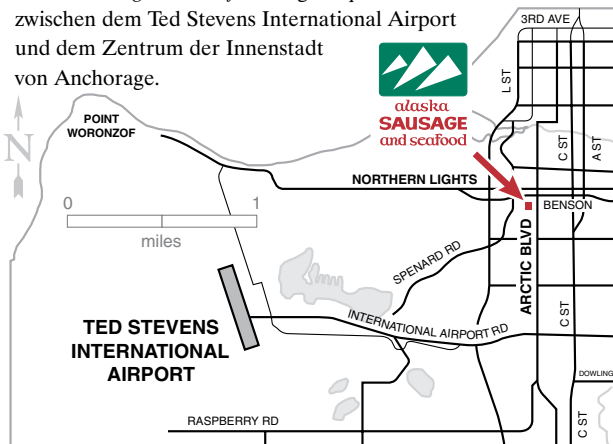 zwischen dem Ted Stevens International Airport
und dem Zentrum der Innenstadt
von Anchorage.
3RD AVE
L ST
alaska
SAUSAGE
and seafood
POINT
WORONZOF
N
C ST
A ST
NORTHERN LIGHTS
BENSON
0
1
miles
SPENARD RD
ARCTIC BLVD
INTERNATIONAL AIRPORT RD
C ST
TED STEVENS
INTERNATIONAL
AIRPORT
DOWLING
RASPBERRY RD
C ST